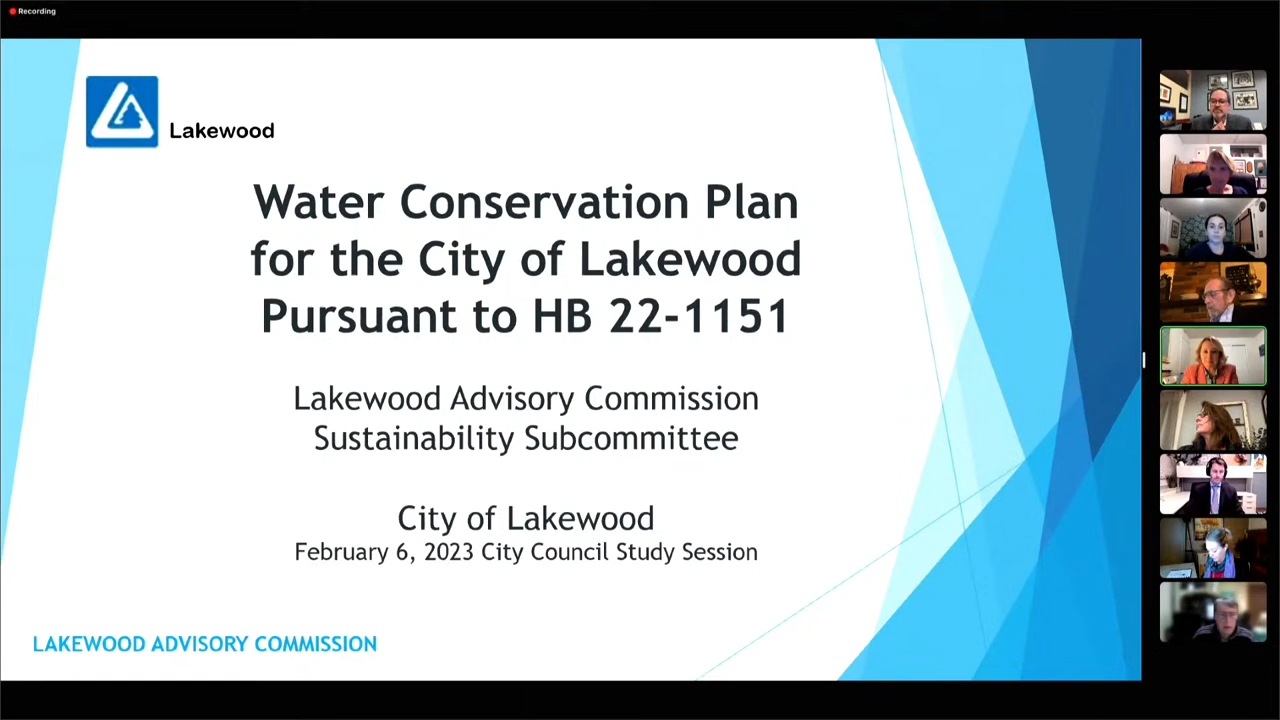 Recording
Lakewood
Water Conservation Plan
for the City of Lakewood
Pursuant to HB 22-1151
Lakewood Advisory Commission
Sustainability Subcommittee
City of Lakewood
February 6, 2023 City Council Study Session
LAKEWOOD ADVISORY COMMISSION